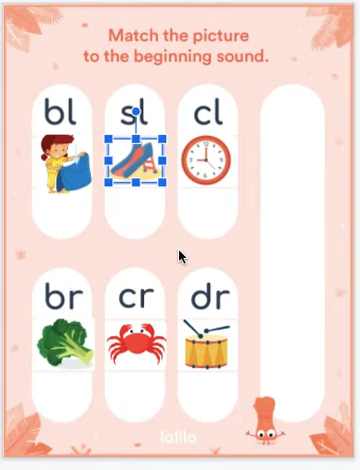 Match the picture
to the beginning sound.
bl sl cl
br cr dr
lalilo